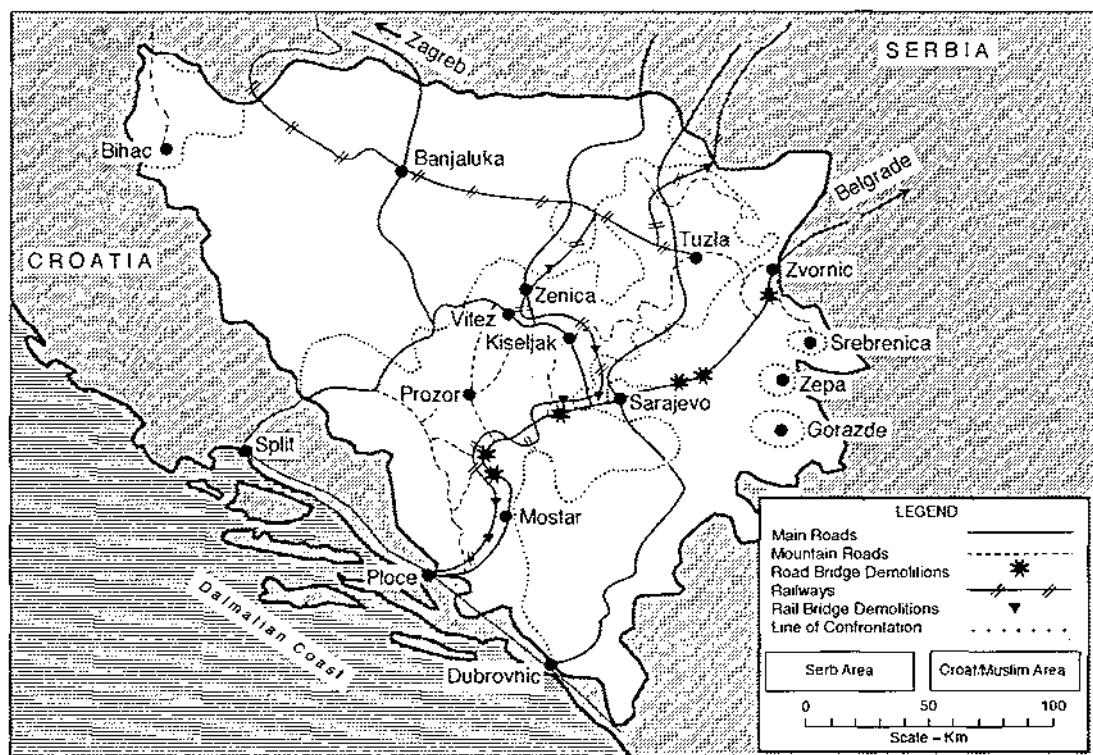 Zagreb
SERBIA
Bihac
Banjaluka
Belgrade
CROATIA
Tuzla
Zvornic
Zenica
Vitez
Kiseljak
Srebrenica
Prozor
Sarajevo
Zepa
Gorazde
Split
Mostar
Ploce
Dalmatian Coast
Dubrovnic
LEGEND
Main Roads
Mountain Roads
Road Bridge Demolitions
Railways
Rail Bridge Demolitions
Line of Confrontation
Serb Area
Croat/Muslim Area
0 50 100
Scale – Km